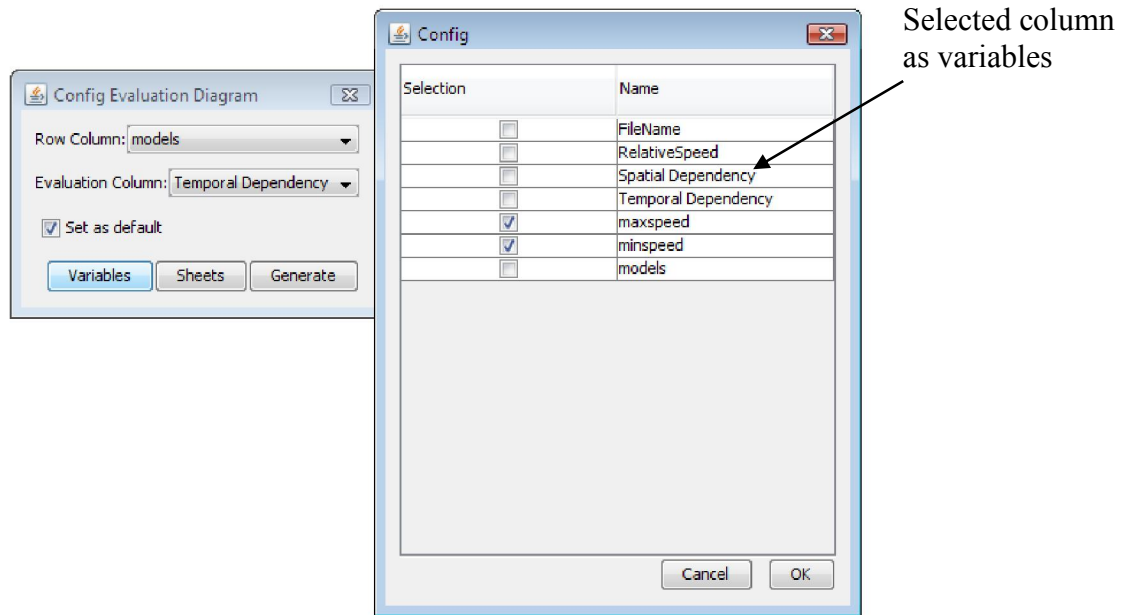 Selected column
as variables
Config Evaluation Diagram
Row Column: models
Evaluation Column: Temporal Dependency
Set as default
Variables Sheets Generate
Config
Selection Name
FileName
RelativeSpeed
Spatial Dependency
Temporal Dependency
maxspeed
minspeed
models
Cancel OK